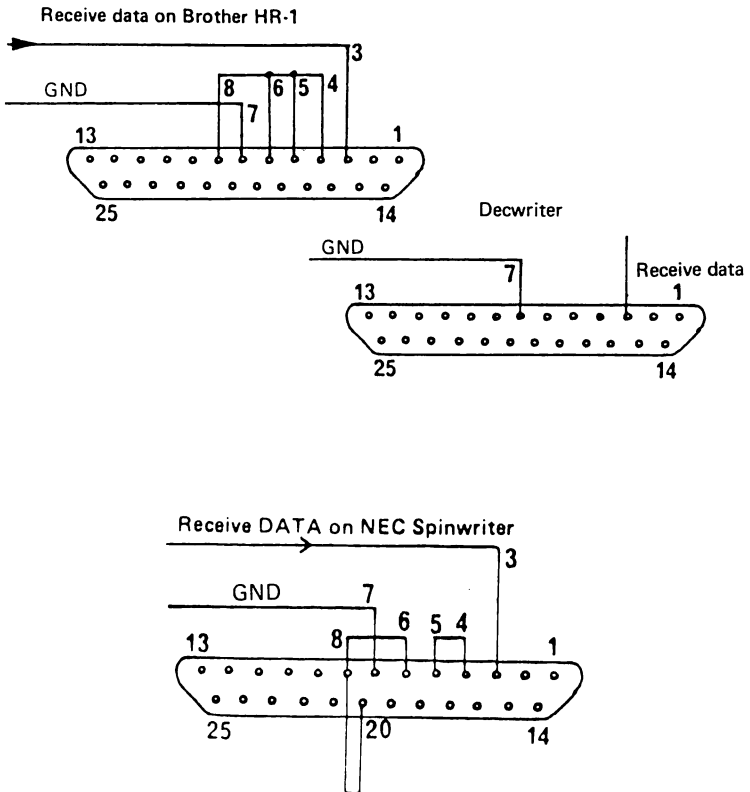 Receive data on Brother HR-1
3
8 6 5 4
GND
7
13 1
25 14
Decwriter
GND
7
Receive data
13 1
25 14
Receive DATA on NEC Spinwriter
3
GND 7
8 6 5 4
13 1
25 20 14